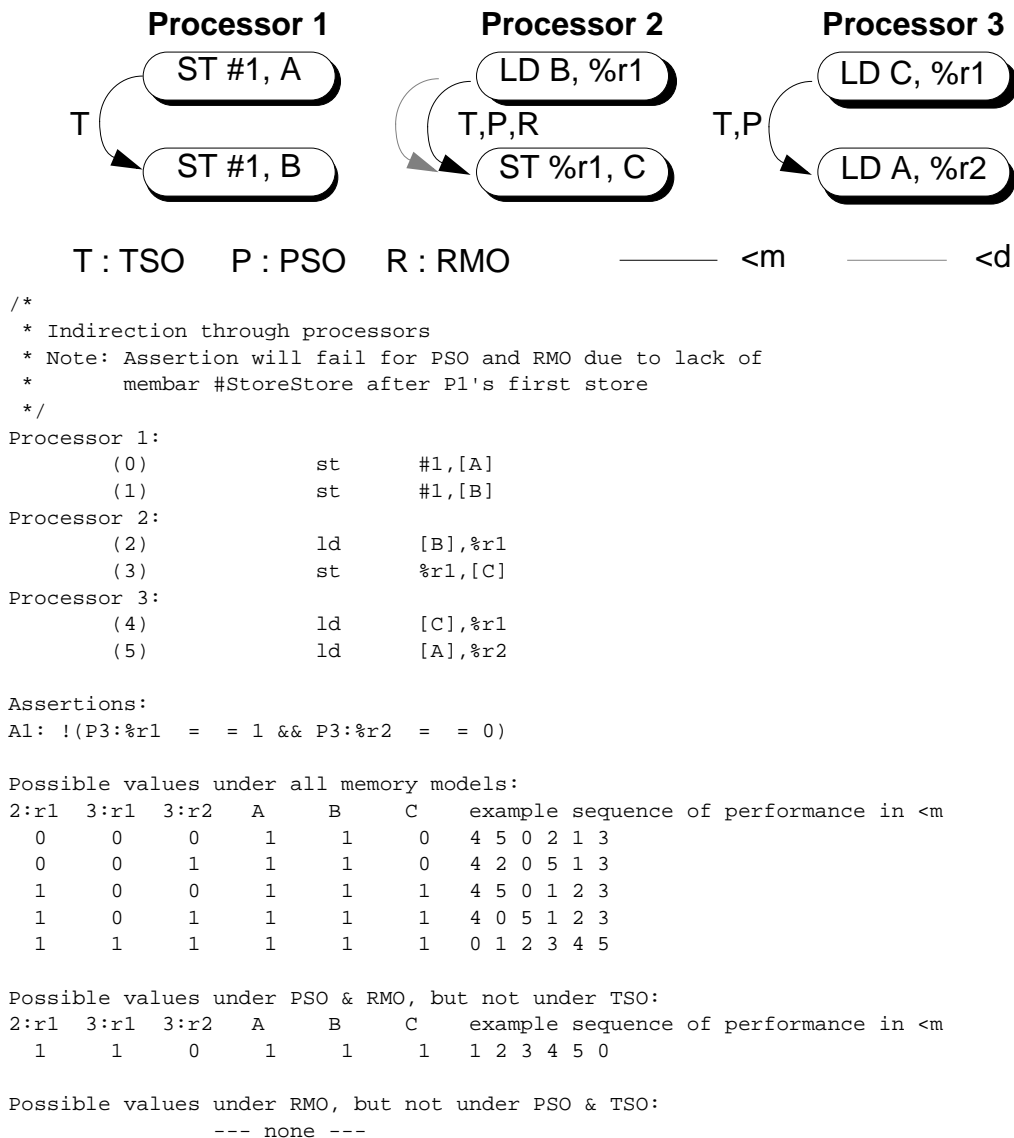 Processor 1 Processor 2 Processor 3
ST #1, A LD B, %r1 LD C, %r1
T T,P,R T,P
ST #1, B ST %r1, C LD A, %r2
T : TSO P : PSO R : RMO <m <d
/*
* Indirection through processors
* Note: Assertion will fail for PSO and RMO due to lack of
* membar #StoreStore after P1's first store
*/
Processor 1:
(0) st #1,[A]
(1) st #1,[B]
Processor 2:
(2) ld [B],%r1
(3) st %r1,[C]
Processor 3:
(4) ld [C],%r1
(5) ld [A],%r2
Assertions:
A1: !(P3:%r1 = = 1 && P3:%r2 = = 0)
Possible values under all memory models:
2:r1 3:r1 3:r2 A B C example sequence of performance in <m
0 0 0 1 1 0 4 5 0 2 1 3
0 0 1 1 1 0 4 2 0 5 1 3
1 0 0 1 1 1 4 5 0 1 2 3
1 0 1 1 1 1 4 0 5 1 2 3
1 1 1 1 1 1 0 1 2 3 4 5
Possible values under PSO & RMO, but not under TSO:
2:r1 3:r1 3:r2 A B C example sequence of performance in <m
1 1 0 1 1 1 1 2 3 4 5 0
Possible values under RMO, but not under PSO & TSO:
--- none ---